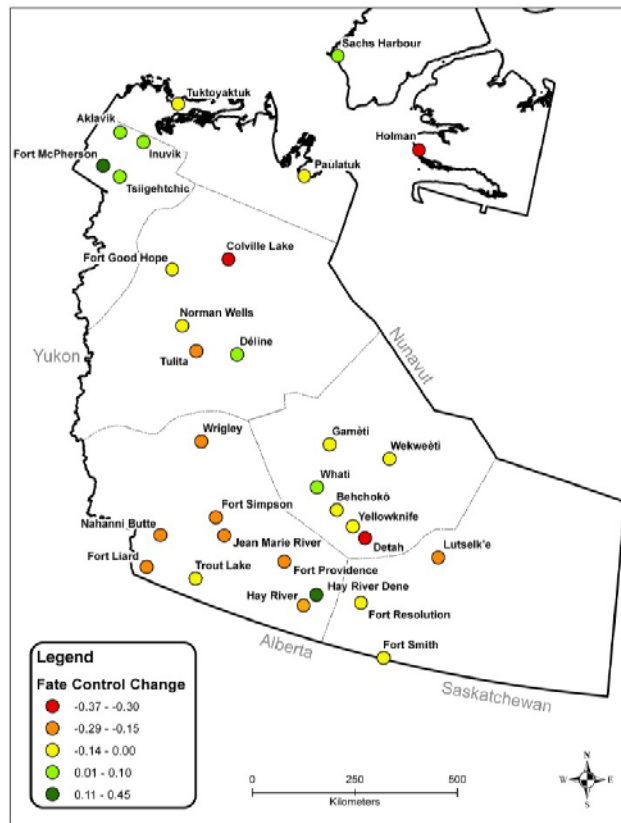 Sachs Harbour
Tuktoyaktuk
Aklavik
Holman
Inuvik
Fort McPherson
Paulatuk
Tsiigehtchic
Colville Lake
Fort Good Hope
Norman Wells
Nunavut
Yukon
Tulita
Déline
Wrigley
Gamèti
Wekweètì
Whati
Behchokò
Fort Simpson
Yellowknife
Nahanni Butte
Jean Marie River
Detah
Lutselk'e
Fort Liard
Trout Lake
Fort Providence
Hay River Dene
Hay River
Fort Resolution
Alberta
Fort Smith
Saskatchewan
Legend
Fate Control Change
-0.37 - -0.30
-0.29 - -0.15
-0.14 - 0.00
0.01 - 0.10
0.11 - 0.45
0 250 500
Kilometers
N
W E
S